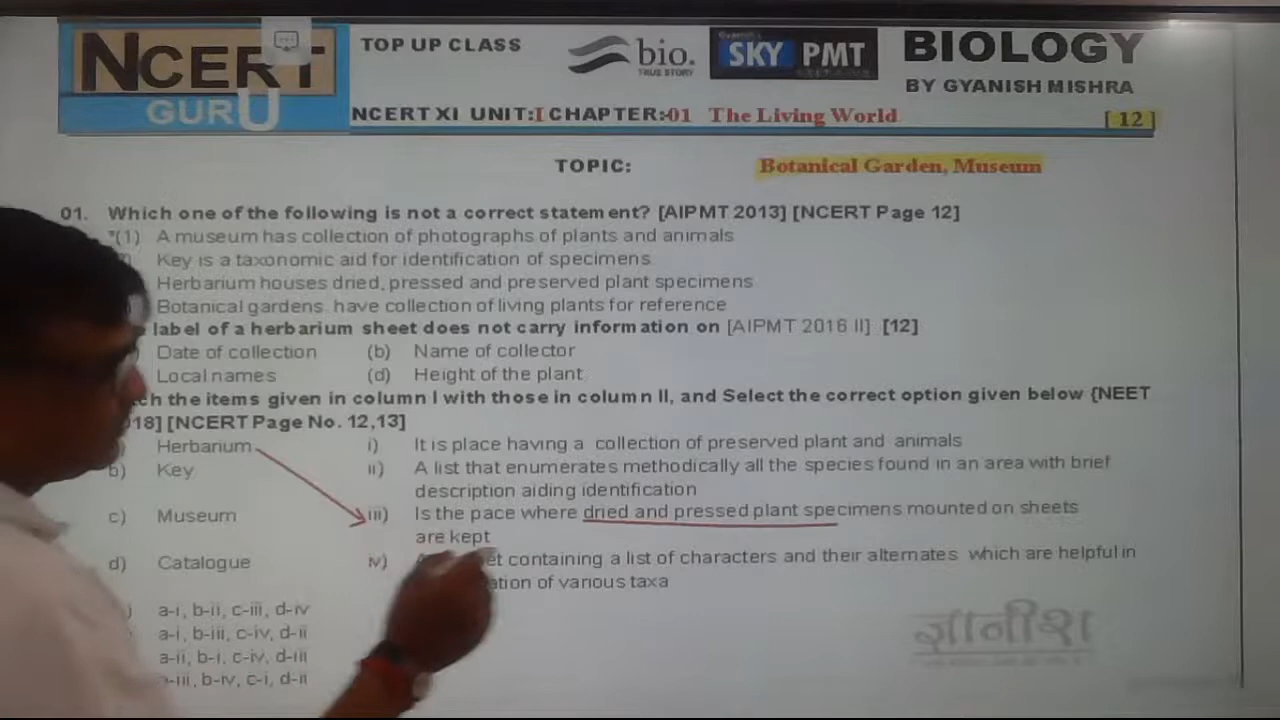 NCERT
GURU
TOP UP CLASS
bio.
TRUE STORY
SKY PMT
BIOLOGY
BY GYANISH MISHRA
NCERT XI UNIT:I CHAPTER:-01 The Living World
[ 12 ]
TOPIC: Botanical Garden, Museum
01. Which one of the following is not a correct statement? [AIPMT 2013] [NCERT Page 12]
*(1) A museum has collection of photographs of plants and animals
Key is a taxonomic aid for identification of specimens
Herbarium houses dried, pressed and preserved plant specimens
Botanical gardens. have collection of living plants for reference
label of a herbarium sheet does not carry information on [AIPMT 2016 II] [12]
Date of collection (b) Name of collector
Local names (d) Height of the plant
ch the items given in column I with those in column II, and Select the correct option given below {NEET
18] [NCERT Page No. 12,13]
Herbarium i) It is place having a collection of preserved plant and animals
b) Key ii) A list that enumerates methodically all the species found in an area with brief
description aiding identification
c) Museum iii) Is the pace where dried and pressed plant specimens mounted on sheets
are kept
d) Catalogue iv) containing a list of characters and their alternates which are helpful in
ation of various taxa
a-i, b-ii, c-iii, d-iv
a-i, b-iii, c-iv, d-ii
a-ii, b-i, c-iv, d-iii
a-iii, b-iv, c-i, d-ii
ज्ञानीश